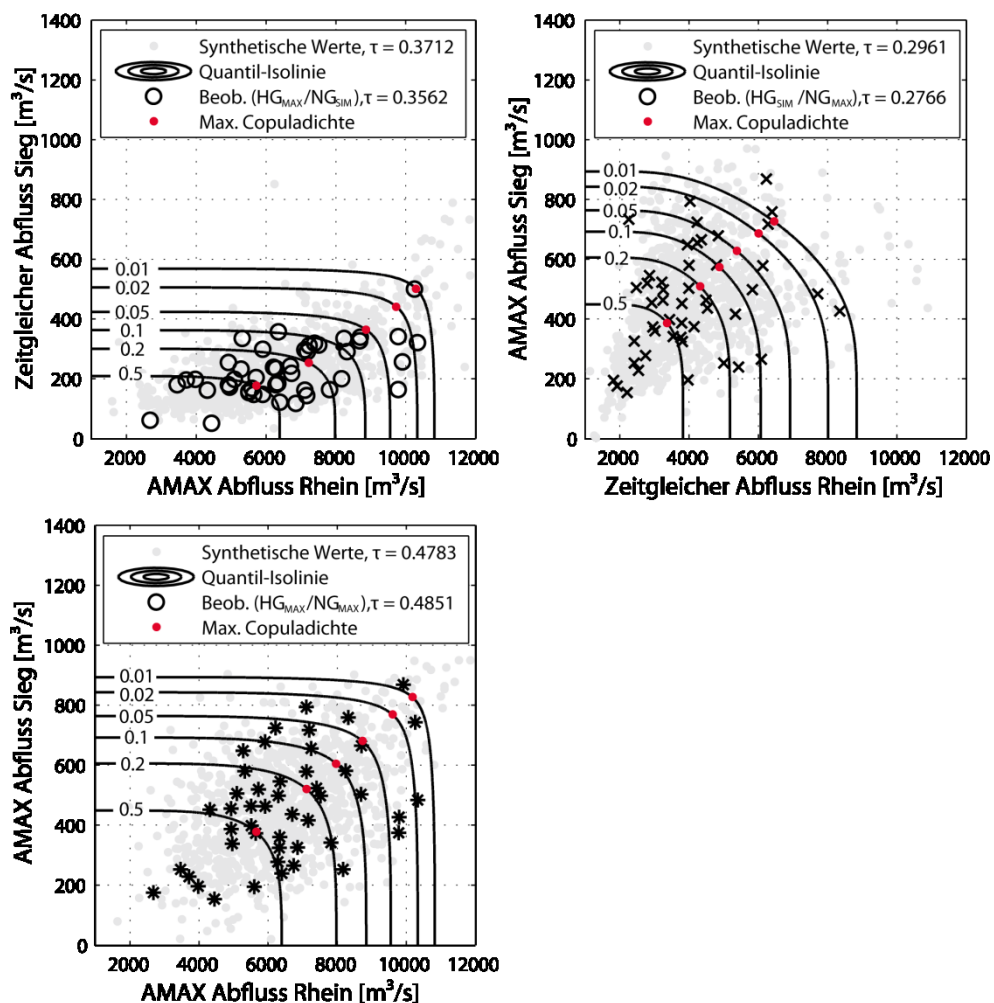 1400
1200
1000
800
600
400
200
0
Zeitgleicher Abfluss Sieg [m³/s]
Synthetische Werte, τ = 0.3712
Quantil-Isolinie
Beob. (HG_MAX/NG_SIM),τ = 0.3562
Max. Copuladichte
0.01
0.02
0.05
0.1
0.2
0.5
2000 4000 6000 8000 10000 12000
AMAX Abfluss Rhein [m³/s]
1400
1200
1000
800
600
400
200
0
AMAX Abfluss Sieg [m³/s]
Synthetische Werte, τ = 0.2961
Quantil-Isolinie
Beob. (HG_SIM /NG_MAX),τ = 0.2766
Max. Copuladichte
0.01
0.02
0.05
0.1
0.2
0.5
2000 4000 6000 8000 10000 12000
Zeitgleicher Abfluss Rhein [m³/s]
1400
1200
1000
800
600
400
200
0
AMAX Abfluss Sieg [m³/s]
Synthetische Werte, τ = 0.4783
Quantil-Isolinie
Beob. (HG_MAX/NG_MAX),τ = 0.4851
Max. Copuladichte
0.01
0.02
0.05
0.1
0.2
0.5
2000 4000 6000 8000 10000 12000
AMAX Abfluss Rhein [m³/s]